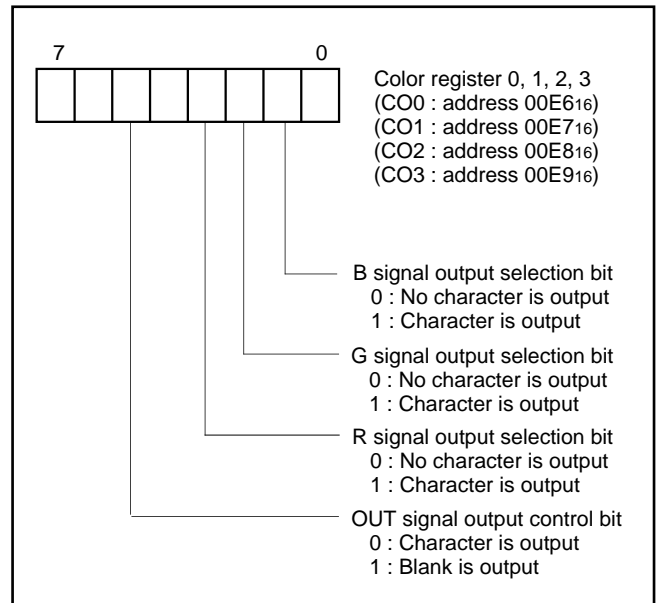 7 0
Color register 0, 1, 2, 3
(CO0 : address 00E616)
(CO1 : address 00E716)
(CO2 : address 00E816)
(CO3 : address 00E916)
B signal output selection bit
0 : No character is output
1 : Character is output
G signal output selection bit
0 : No character is output
1 : Character is output
R signal output selection bit
0 : No character is output
1 : Character is output
OUT signal output control bit
0 : Character is output
1 : Blank is output